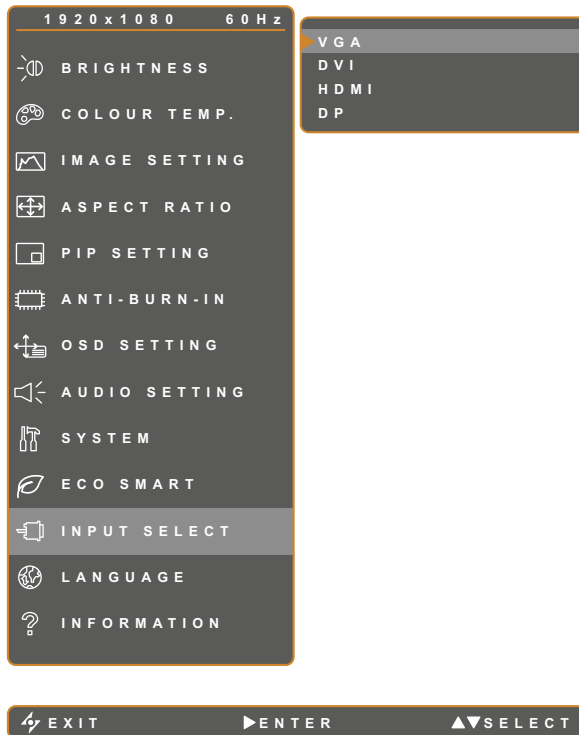 1920x1080 60Hz
BRIGHTNESS
COLOUR TEMP.
IMAGE SETTING
ASPECT RATIO
PIP SETTING
ANTI-BURN-IN
OSD SETTING
AUDIO SETTING
SYSTEM
ECO SMART
INPUT SELECT
LANGUAGE
INFORMATION
VGA
DVI
HDMI
DP
EXIT ▶ENTER ▲▼SELECT